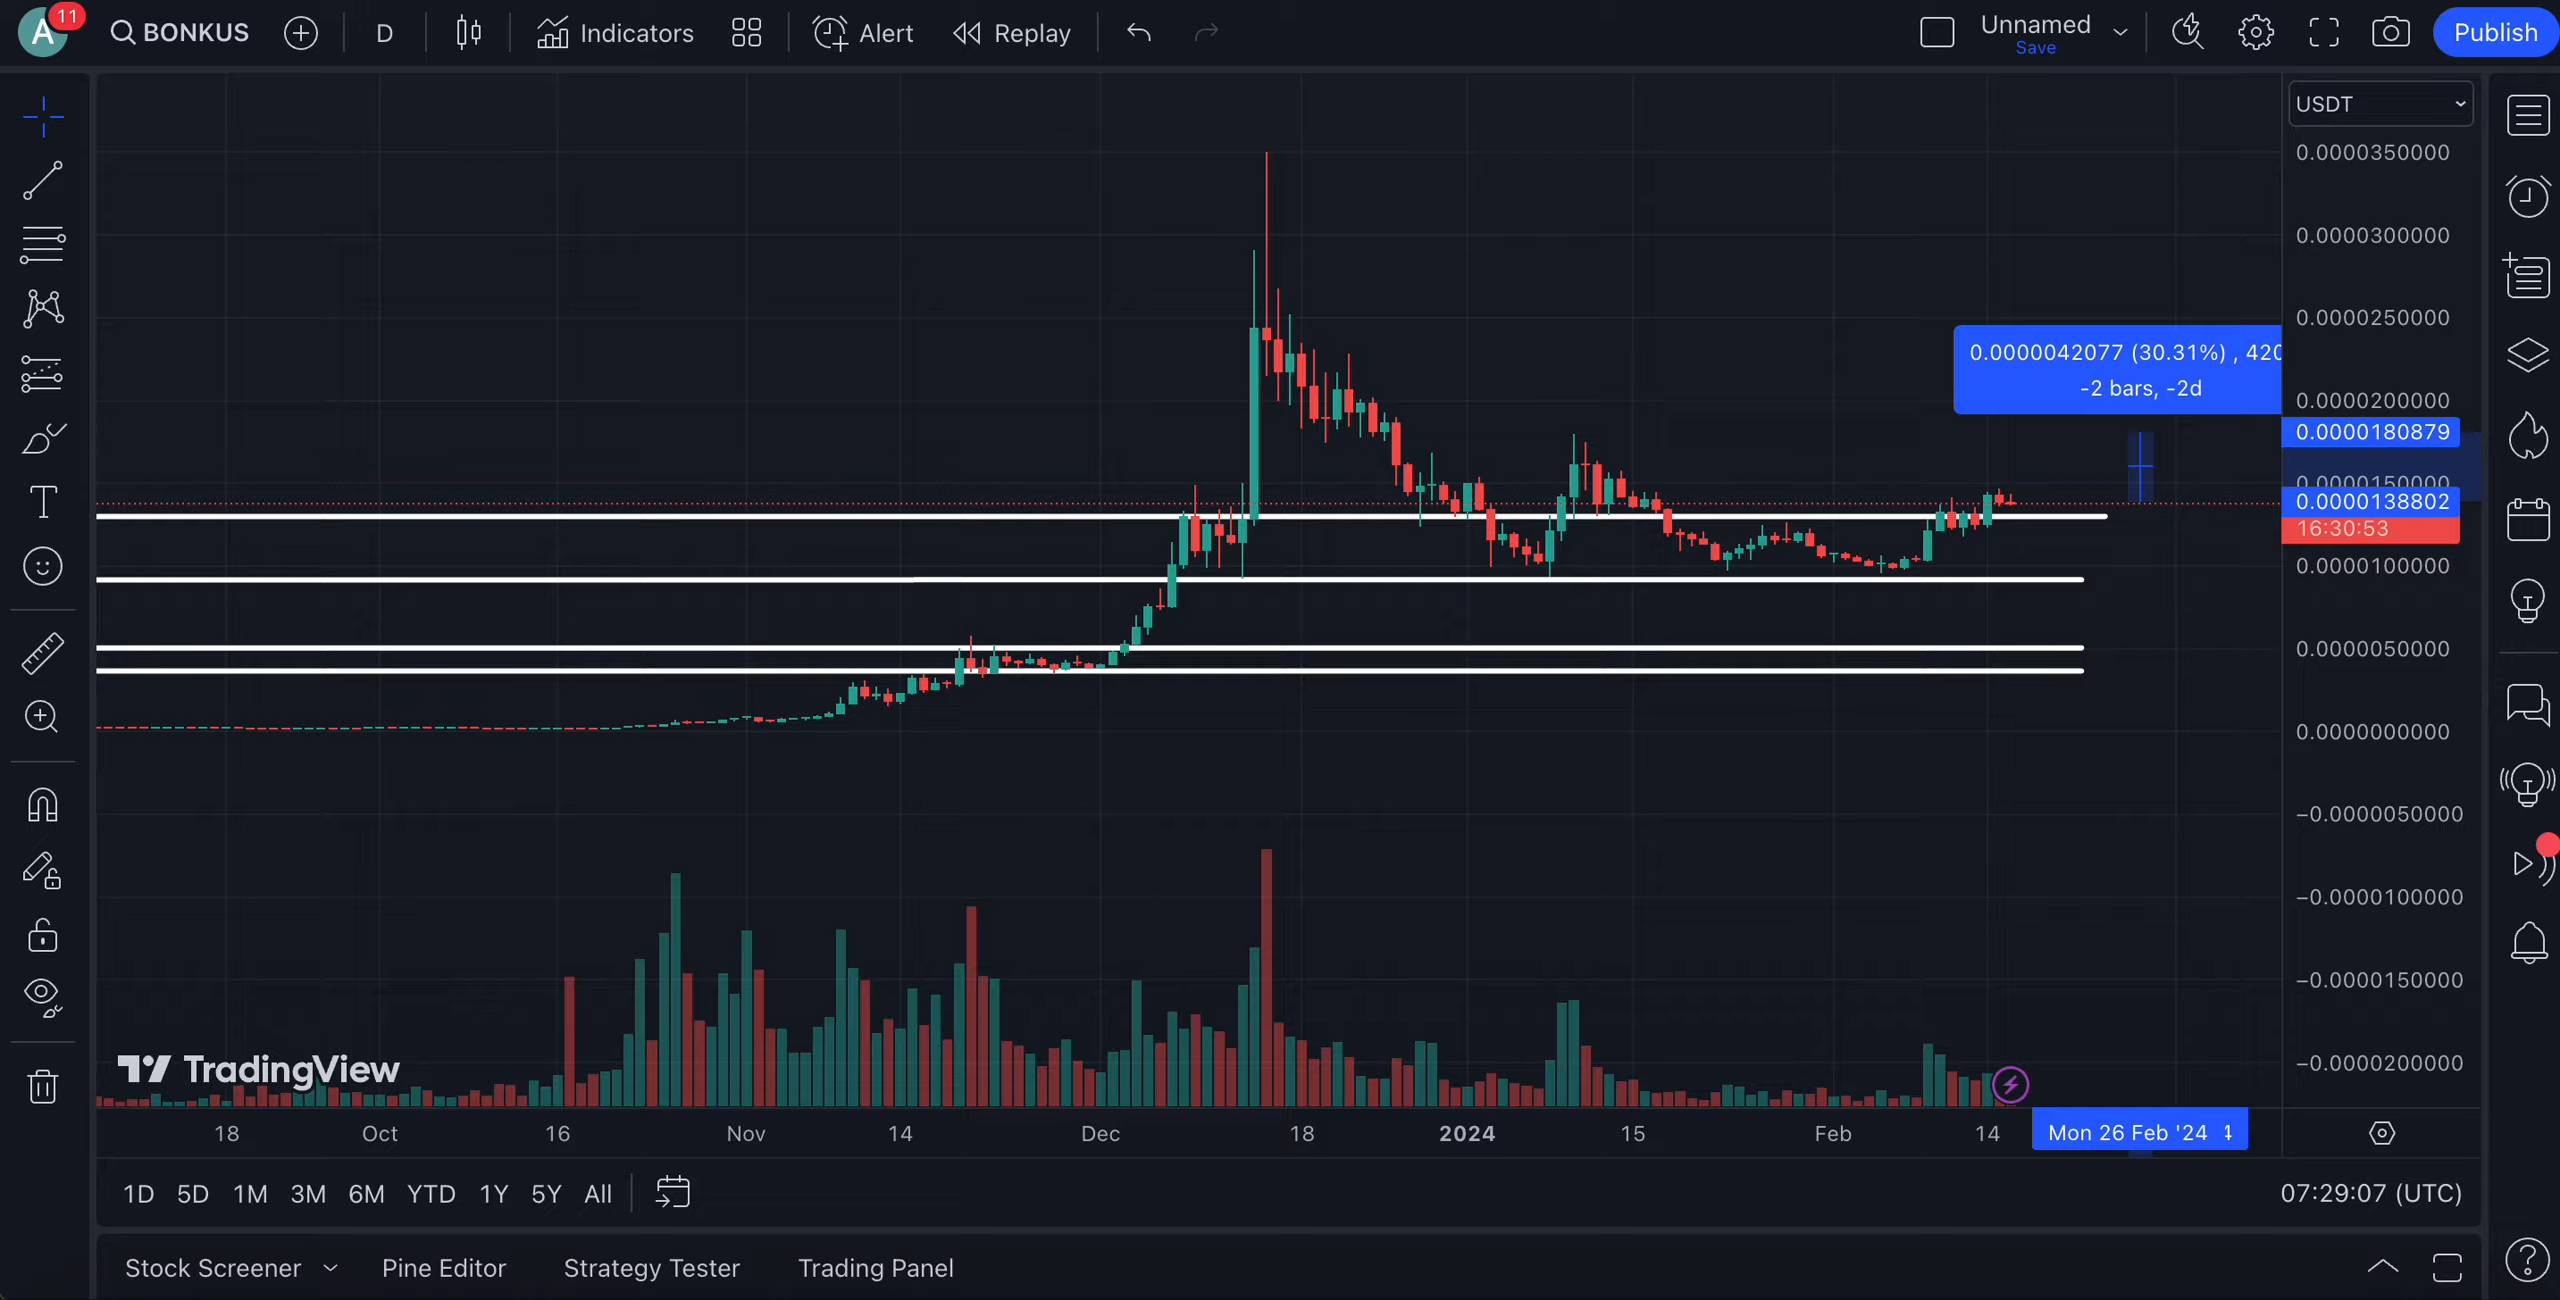 A 11 BONKUS D Indicators Alert Replay Unnamed Publish
Save
USDT
0.0000350000
0.0000300000
0.0000250000
0.0000042077 (30.31%) , 420
-2 bars, -2d
0.0000200000
0.0000180879
0.0000150000
0.0000138802
16:30:53
0.0000100000
0.0000050000
0.0000000000
−0.0000050000
−0.0000100000
−0.0000150000
−0.0000200000
TradingView
18 Oct 16 Nov 14 Dec 18 2024 15 Feb 14 Mon 26 Feb '24
1D 5D 1M 3M 6M YTD 1Y 5Y All 07:29:07 (UTC)
Stock Screener Pine Editor Strategy Tester Trading Panel